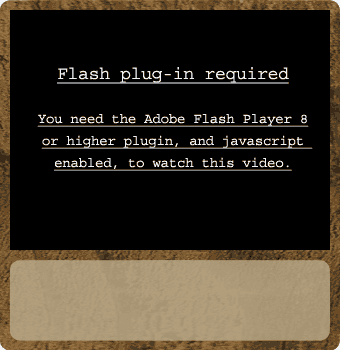 Flash plug-in required
You need the Adobe Flash Player 8
or higher plugin, and javascript
enabled, to watch this video.